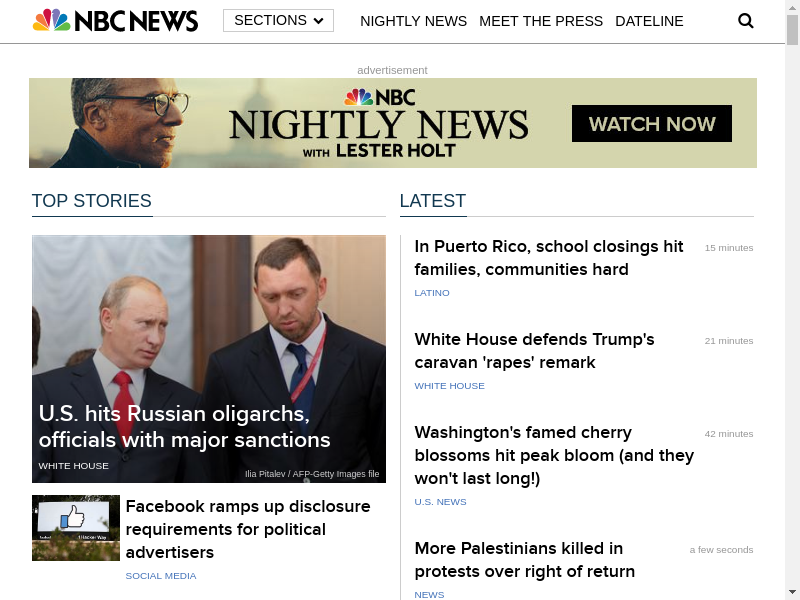 NBC NEWS
SECTIONS
NIGHTLY NEWS
MEET THE PRESS
DATELINE
advertisement
NBC
NIGHTLY NEWS
WITH LESTER HOLT
WATCH NOW
TOP STORIES
U.S. hits Russian oligarchs,
officials with major sanctions
WHITE HOUSE
Ilia Pitalev / AFP-Getty Images file
Facebook ramps up disclosure
requirements for political
advertisers
SOCIAL MEDIA
LATEST
In Puerto Rico, school closings hit
families, communities hard
15 minutes
LATINO
White House defends Trump's
caravan 'rapes' remark
21 minutes
WHITE HOUSE
Washington's famed cherry
blossoms hit peak bloom (and they
won't last long!)
42 minutes
U.S. NEWS
More Palestinians killed in
protests over right of return
a few seconds
NEWS